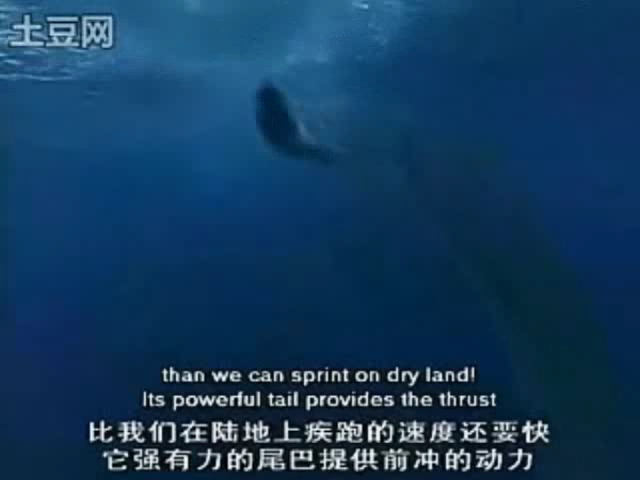 土豆网
than we can sprint on dry land!
Its powerful tail provides the thrust
比我们在陆地上疾跑的速度还要快
它强有力的尾巴提供前冲的动力